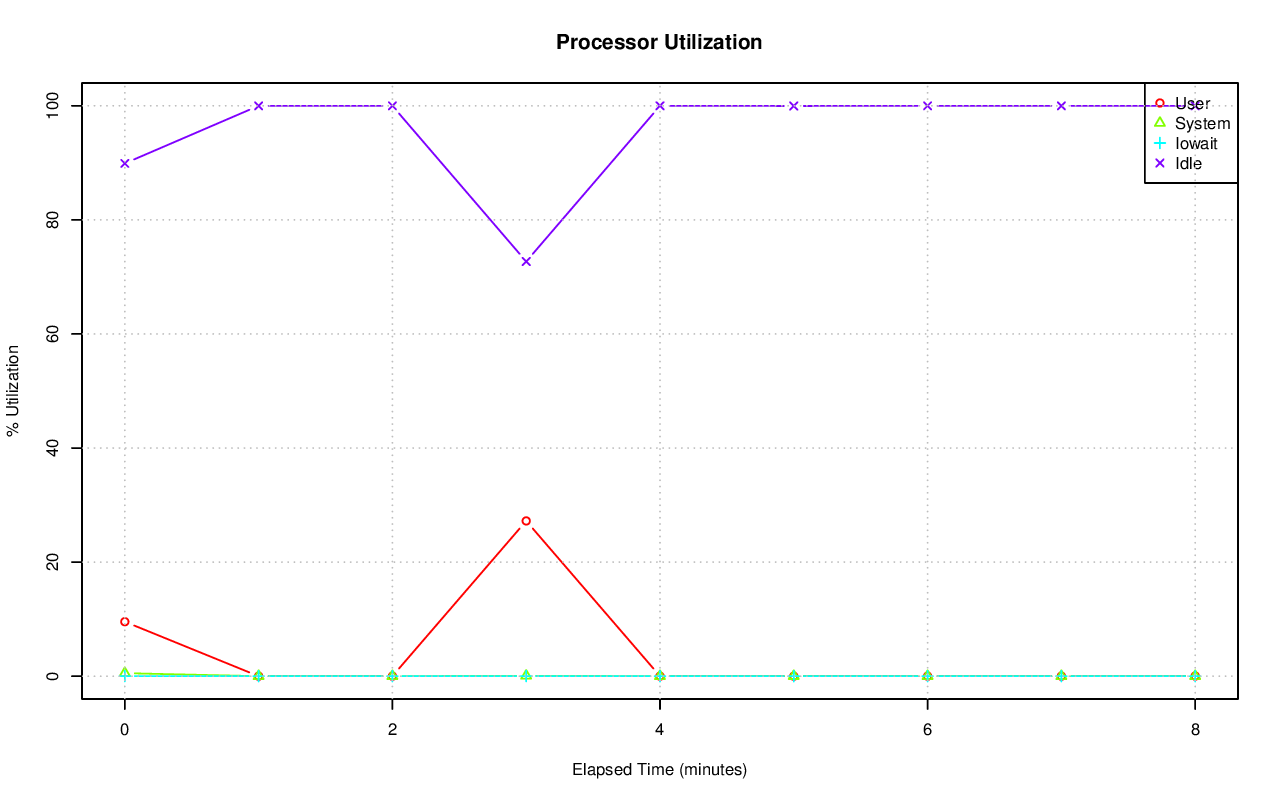 Processor Utilization
% Utilization
100
80
60
40
20
0
User
System
Iowait
Idle
0 2 4 6 8
Elapsed Time (minutes)